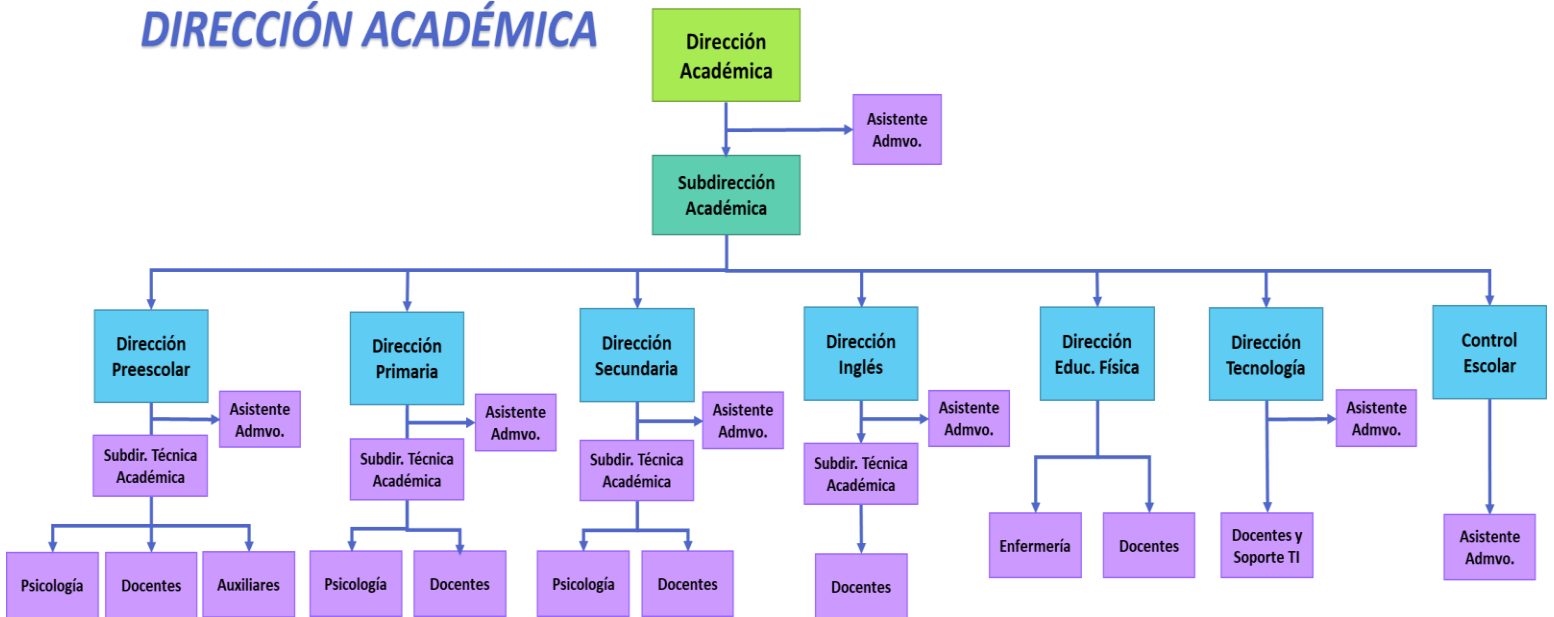 DIRECCIÓN ACADÉMICA
Dirección
Académica
Asistente
Admvo.
Subdirección
Académica
Dirección
Preescolar
Dirección
Primaria
Dirección
Secundaria
Dirección
Inglés
Dirección
Educ. Física
Dirección
Tecnología
Control
Escolar
Asistente
Admvo.
Asistente
Admvo.
Asistente
Admvo.
Asistente
Admvo.
Asistente
Admvo.
Subdir. Técnica
Académica
Subdir. Técnica
Académica
Subdir. Técnica
Académica
Subdir. Técnica
Académica
Psicología
Docentes
Auxiliares
Psicología
Docentes
Psicología
Docentes
Docentes
Enfermería
Docentes
Docentes y
Soporte TI
Asistente
Admvo.